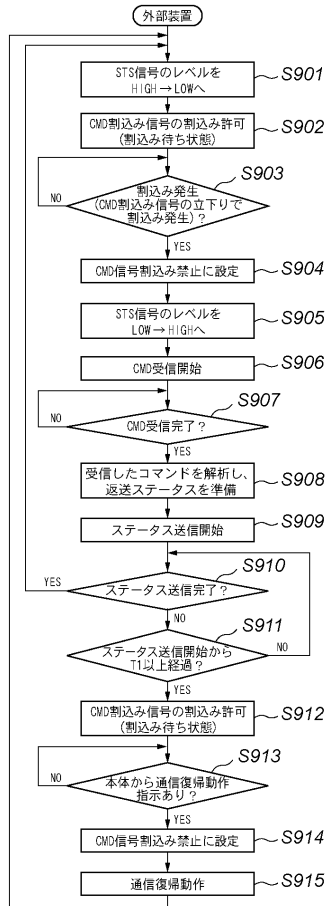 外部装置
STS信号のレベルを
HIGH→LOWへ
S901
CMD割込み信号の割込み許可
(割込み待ち状態)
S902
S903
割込み発生
(CMD割込み信号の立下りで
割込み発生)?
NO
YES
CMD信号割込み禁止に設定
S904
STS信号のレベルを
LOW→HIGHへ
S905
CMD受信開始
S906
S907
CMD受信完了?
NO
YES
受信したコマンドを解析し、
返送ステータスを準備
S908
ステータス送信開始
S909
S910
YES
ステータス送信完了?
NO
S911
ステータス送信開始から
T1以上経過?
NO
YES
CMD割込み信号の割込み許可
(割込み待ち状態)
S912
S913
本体から通信復帰動作
指示あり?
NO
YES
CMD信号割込み禁止に設定
S914
通信復帰動作
S915